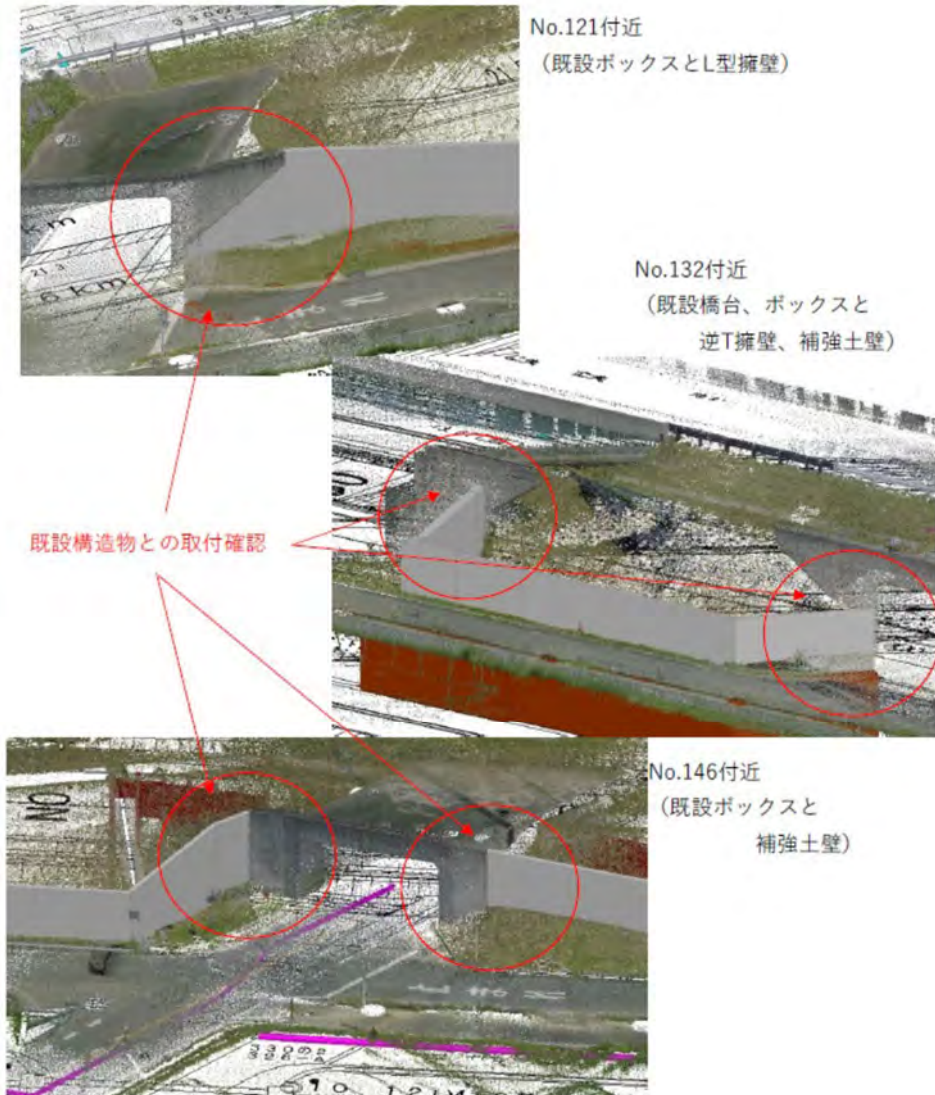 No.121付近
(既設ボックスとL型擁壁)
No.132付近
(既設橋台、ボックスと
逆T擁壁、補強土壁)
既設構造物との取付確認
No.146付近
(既設ボックスと
補強土壁)
6 km
NO